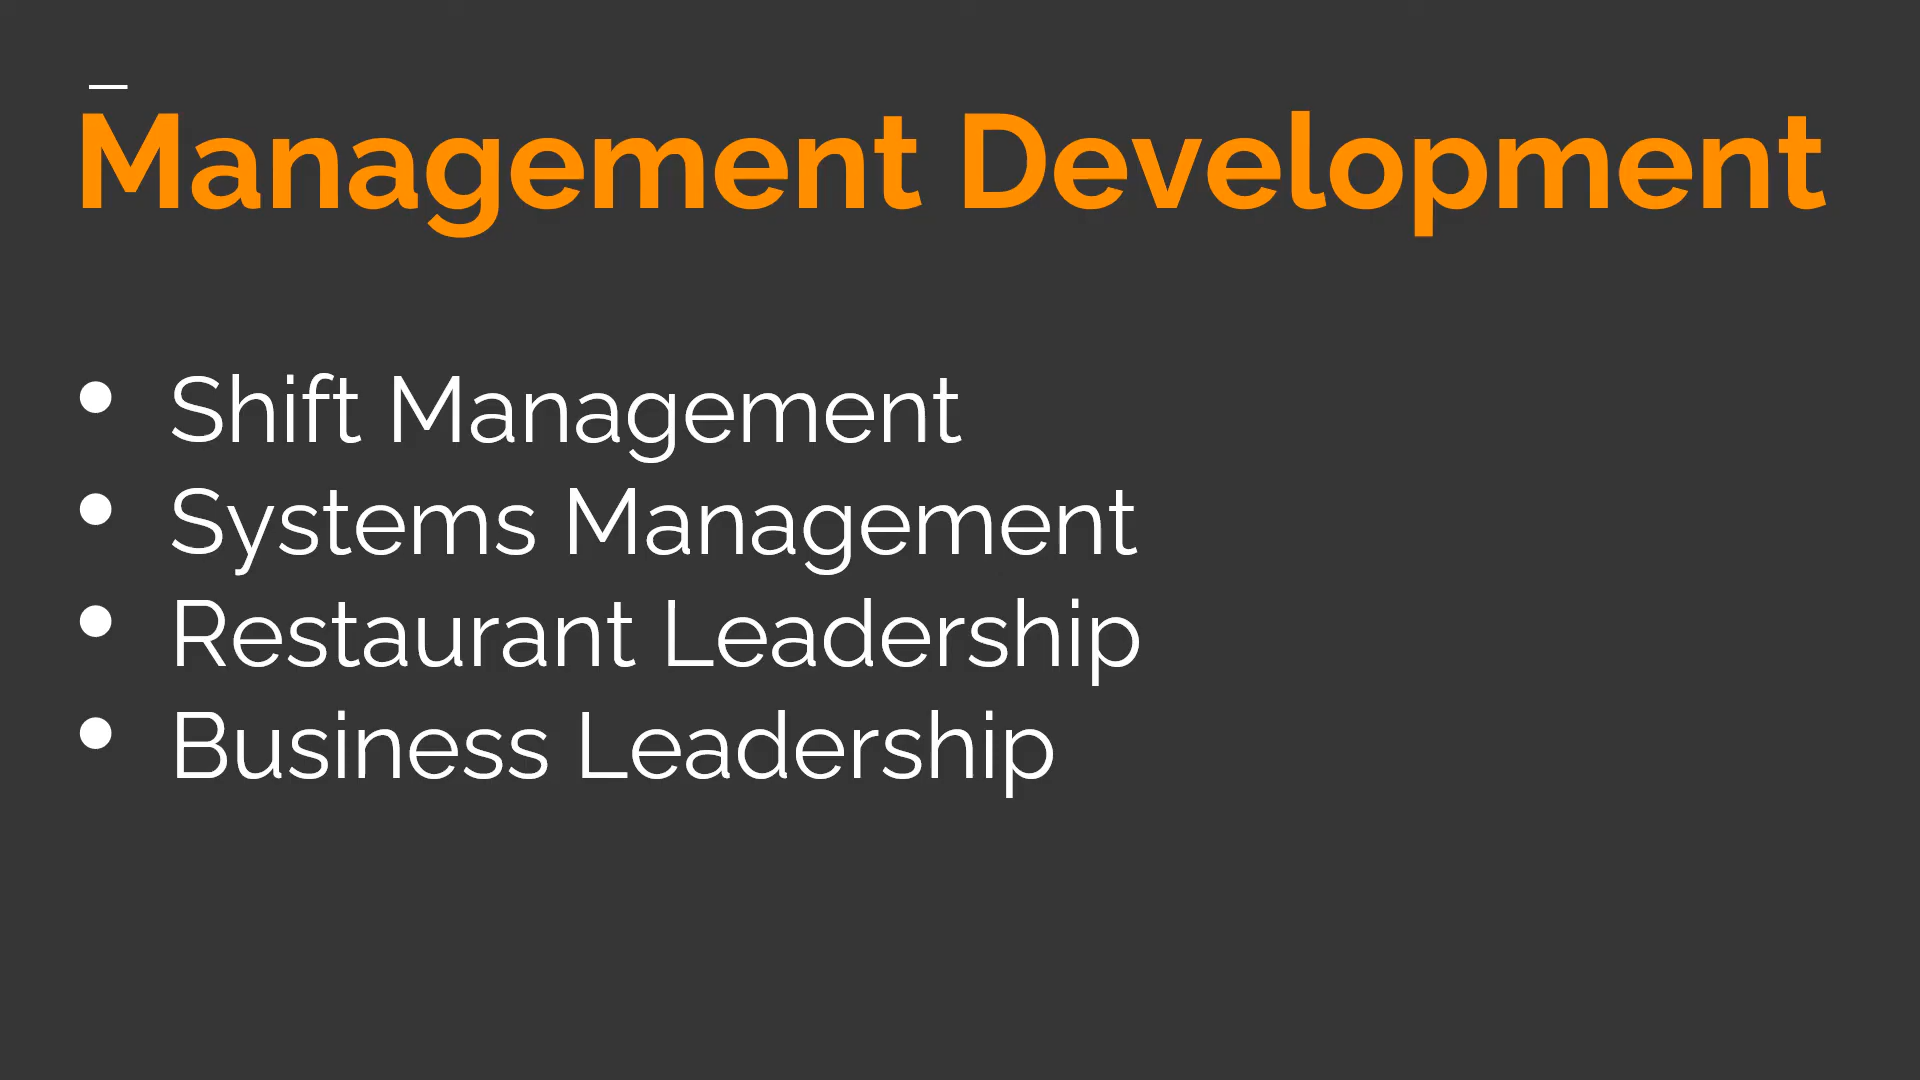 Management Development
• Shift Management
• Systems Management
• Restaurant Leadership
• Business Leadership